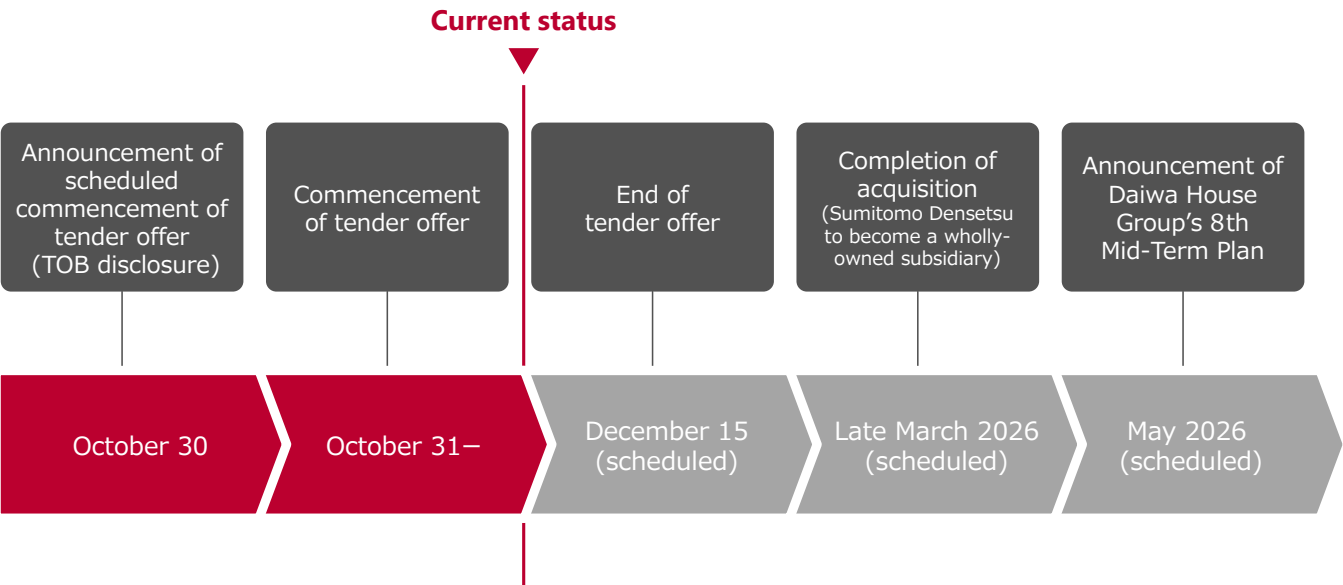 Current status
Announcement of
scheduled
commencement of
tender offer
(TOB disclosure)
Commencement
of tender offer
End of
tender offer
Completion of
acquisition
(Sumitomo Densetsu
to become a wholly-
owned subsidiary)
Announcement of
Daiwa House
Group's 8th
Mid-Term Plan
October 30
October 31−
December 15
(scheduled)
Late March 2026
(scheduled)
May 2026
(scheduled)